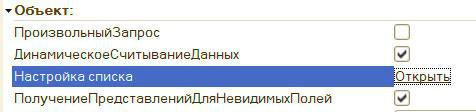 Объект:
ПроизвольныйЗапрос
ДинамическоеСчитываниеДанных
Настройка списка Открыть
ПолучениеПредставленийДляНевидимыхПолей